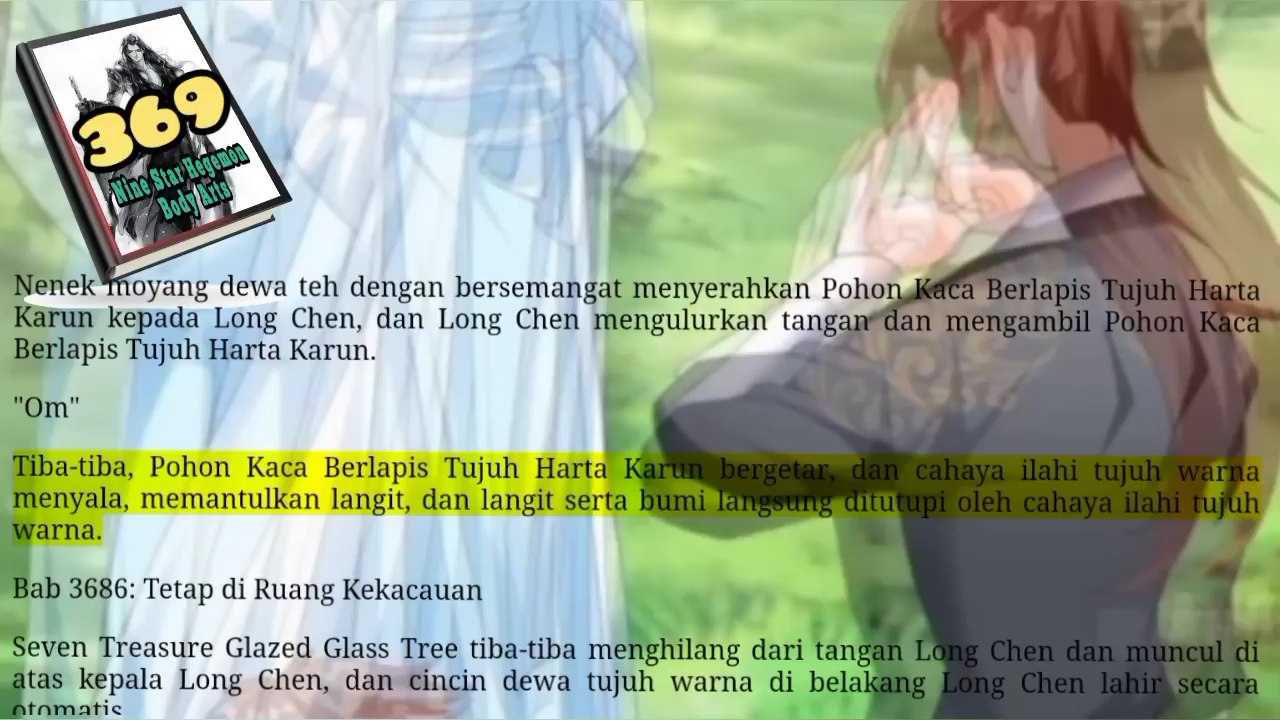 369
Nine Star Hegemon
Body Arts
Nenek moyang dewa teh dengan bersemangat menyerahkan Pohon Kaca Berlapis Tujuh Harta
Karun kepada Long Chen, dan Long Chen mengulurkan tangan dan mengambil Pohon Kaca
Berlapis Tujuh Harta Karun.
"Om"
Tiba-tiba, Pohon Kaca Berlapis Tujuh Harta Karun bergetar, dan cahaya ilahi tujuh warna
menyala, memantulkan langit, dan langit serta bumi langsung ditutupi oleh cahaya ilahi tujuh
warna.
Bab 3686: Tetap di Ruang Kekacauan
Seven Treasure Glazed Glass Tree tiba-tiba menghilang dari tangan Long Chen dan muncul di
atas kepala Long Chen, dan cincin dewa tujuh warna di belakang Long Chen lahir secara
otomatis